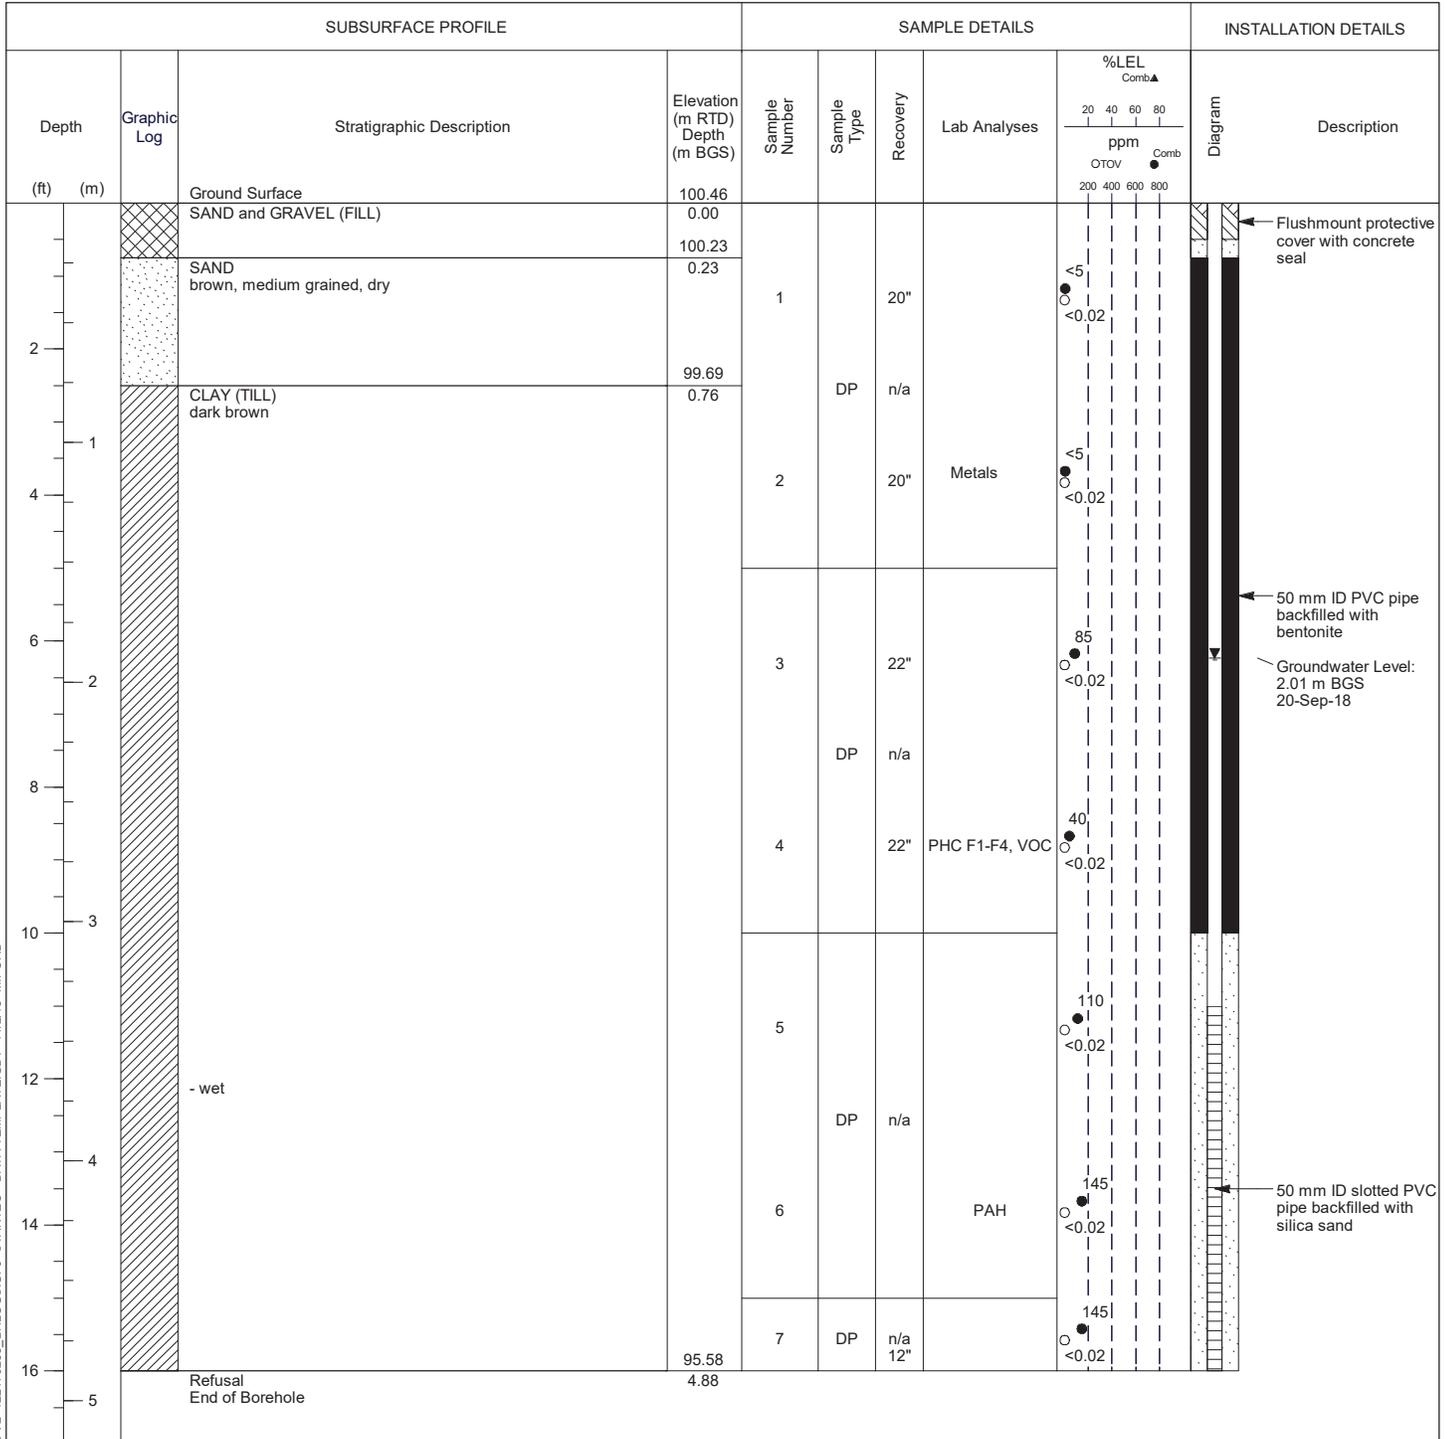 SUBSURFACE PROFILE
SAMPLE DETAILS
INSTALLATION DETAILS
Depth
(ft) (m)
Graphic
Log
Stratigraphic Description
Elevation
(m RTD)
Depth
(m BGS)
Sample
Number
Sample
Type
Recovery
Lab Analyses
%LEL
Comb▲
20 40 60 80
ppm
OTOV
Comb
200 400 600 800
Diagram
Description
Ground Surface 100.46
SAND and GRAVEL (FILL) 0.00
100.23
SAND 0.23
brown, medium grained, dry
99.69
CLAY (TILL) 0.76
dark brown
- wet
95.58
Refusal 4.88
End of Borehole
2
4
6
8
10
12
14
16
1
2
3
4
5
1 20"
DP n/a
2 20" Metals
3 22"
DP n/a
4 22" PHC F1-F4, VOC
5
DP n/a
6 PAH
7 DP n/a
12"
<5
<0.02
<5
<0.02
85
<0.02
40
<0.02
110
<0.02
145
<0.02
145
<0.02
Flushmount protective
cover with concrete
seal
50 mm ID PVC pipe
backfilled with
bentonite
Groundwater Level:
2.01 m BGS
20-Sep-18
50 mm ID slotted PVC
pipe backfilled with
silica sand